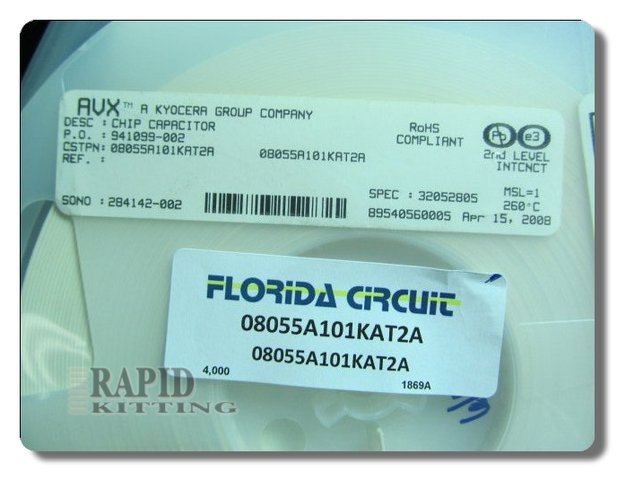 AVX™ A KYOCERA GROUP COMPANY
DESC : CHIP CAPACITOR
P.O. : 941099-002
CSTPN: 08055A101KAT2A 08055A101KAT2A
REF. :
RoHS
COMPLIANT
Pb e3
2nd LEVEL
INTCNCT
SONO : 284142-002
SPEC : 32052805 MSL=1
89540560005 Apr 15, 2008 260°C
FLORIDA CIRCUIT
08055A101KAT2A
08055A101KAT2A
4,000 1869A
RAPID
KITTING